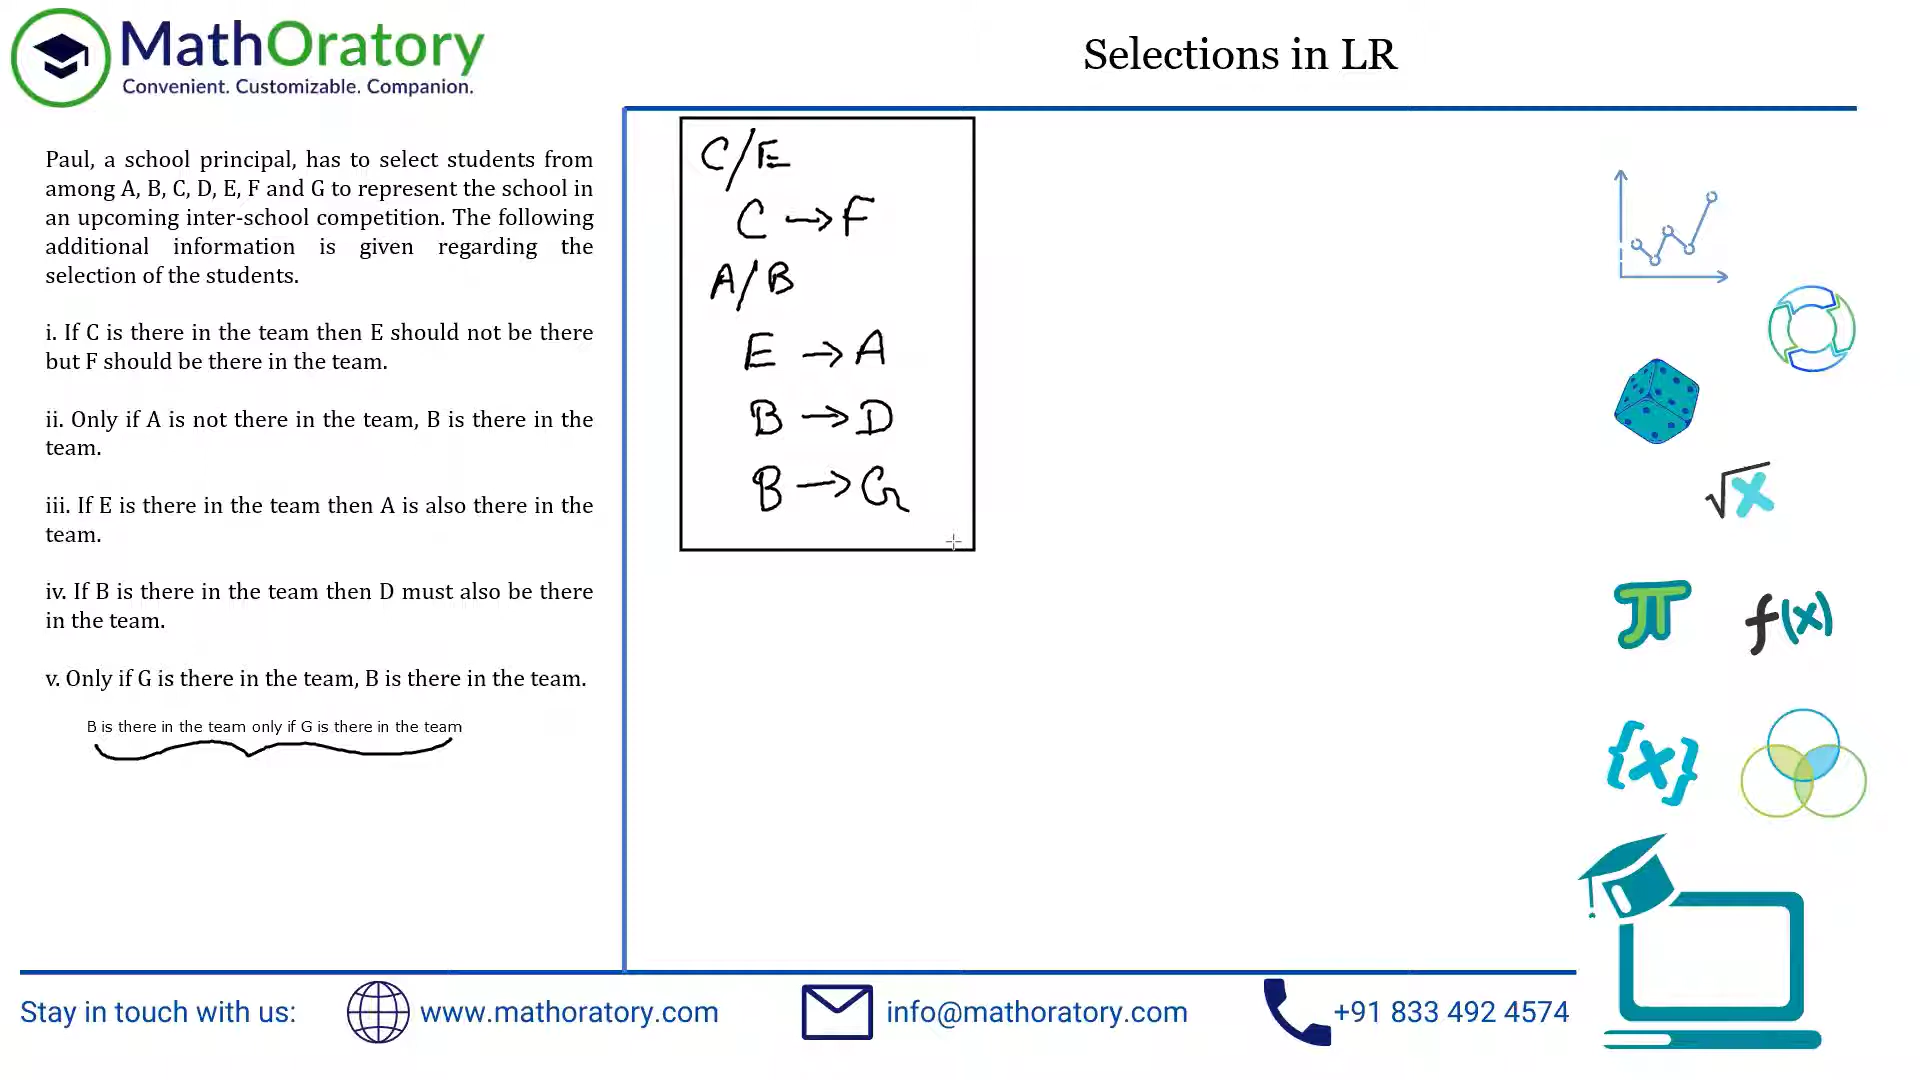 MathOratory
Convenient. Customizable. Companion.
Selections in LR
Paul, a school principal, has to select students from
among A, B, C, D, E, F and G to represent the school in
an upcoming inter-school competition. The following
additional information is given regarding the
selection of the students.
i. If C is there in the team then E should not be there
but F should be there in the team.
ii. Only if A is not there in the team, B is there in the
team.
iii. If E is there in the team then A is also there in the
team.
iv. If B is there in the team then D must also be there
in the team.
v. Only if G is there in the team, B is there in the team.
B is there in the team only if G is there in the team
C/E
C → F
A/B
E → A
B → D
B → G
√x
π
f(x)
{x}
Stay in touch with us:
www.mathoratory.com
info@mathoratory.com
+91 833 492 4574